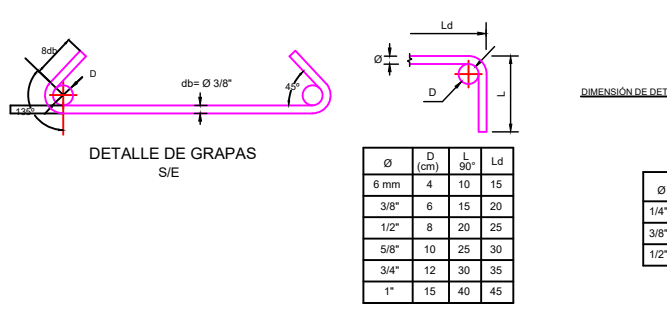 8db
D
135°
db= Ø 3/8"
45°
DETALLE DE GRAPAS
S/E
Ld
Ø
D
L
Ø D (cm) L 90° Ld
6 mm 4 10 15
3/8" 6 15 20
1/2" 8 20 25
5/8" 10 25 30
3/4" 12 30 35
1" 15 40 45
DIMENSIÓN DE DET
Ø
1/4"
3/8"
1/2"